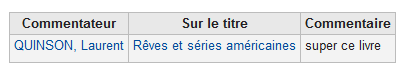 Commentateur Sur le titre Commentaire
QUINSON, Laurent Rêves et séries américaines super ce livre